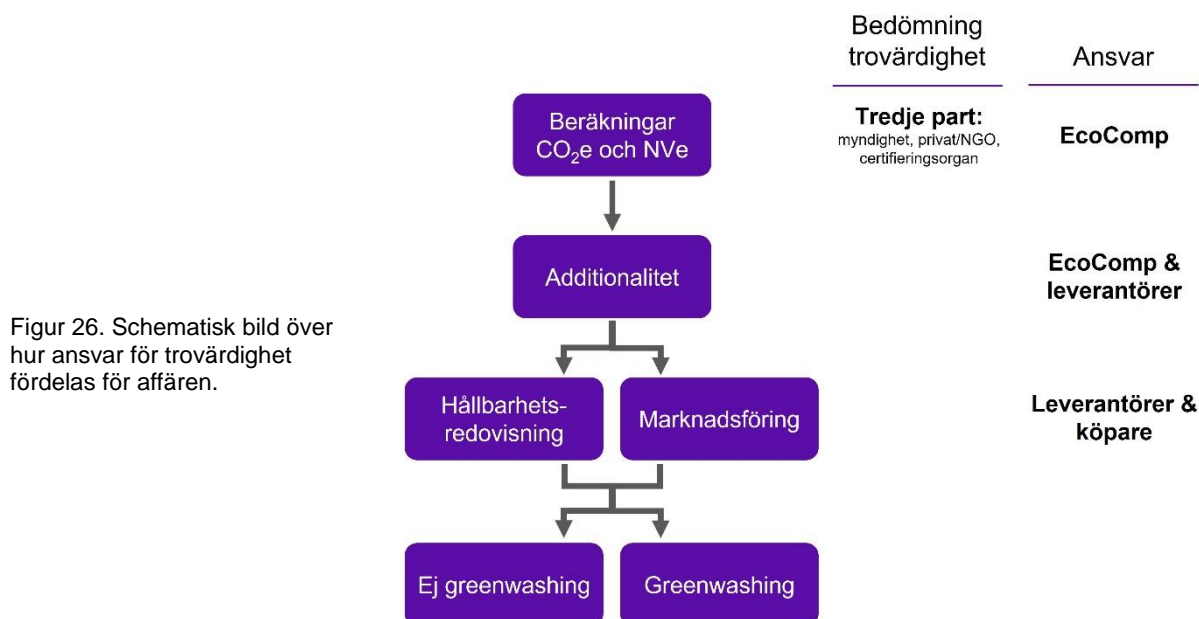 Bedömning
trovärdighet
Ansvar
Beräkningar
CO₂e och NVe
Tredje part:
myndighet, privat/NGO,
certifieringsorgan
EcoComp
Additionalitet
EcoComp &
leverantörer
Figur 26. Schematisk bild över
hur ansvar för trovärdighet
fördelas för affären.
Hållbarhets-
redovisning
Marknadsföring
Leverantörer &
köpare
Ej greenwashing
Greenwashing